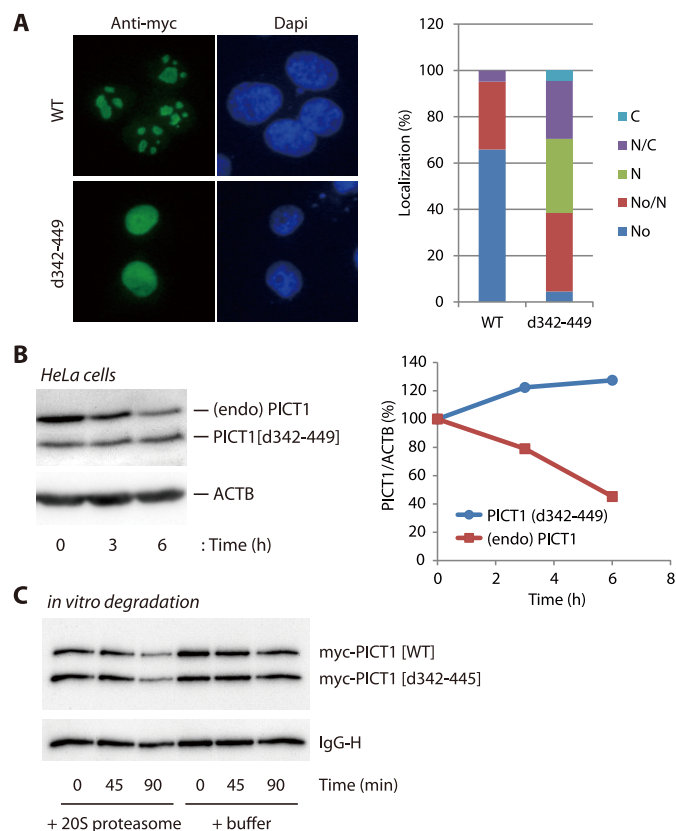 A
Anti-myc Dapi
WT
d342-449
120
100
80
60
40
20
0
Localization (%)
WT d342-449
C
N/C
N
No/N
No
B
HeLa cells
(endo) PICT1
PICT1[d342-449]
ACTB
0 3 6 : Time (h)
140
120
100
80
60
40
20
0
PICT1/ACTB (%)
PICT1 (d342-449)
(endo) PICT1
0 2 4 6 8
Time (h)
C
in vitro degradation
myc-PICT1 [WT]
myc-PICT1 [d342-445]
IgG-H
0 45 90 0 45 90 Time (min)
+ 20S proteasome + buffer